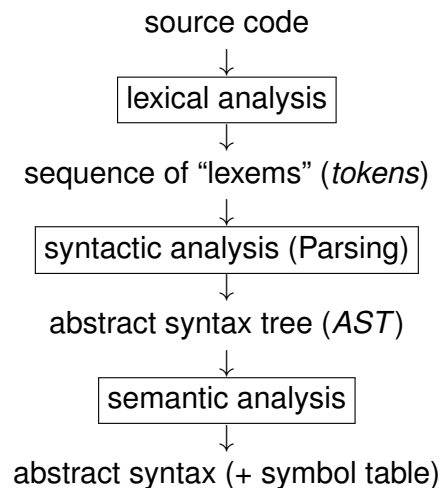 source code
↓
lexical analysis
↓
sequence of “lexems” (tokens)
↓
syntactic analysis (Parsing)
↓
abstract syntax tree (AST)
↓
semantic analysis
↓
abstract syntax (+ symbol table)